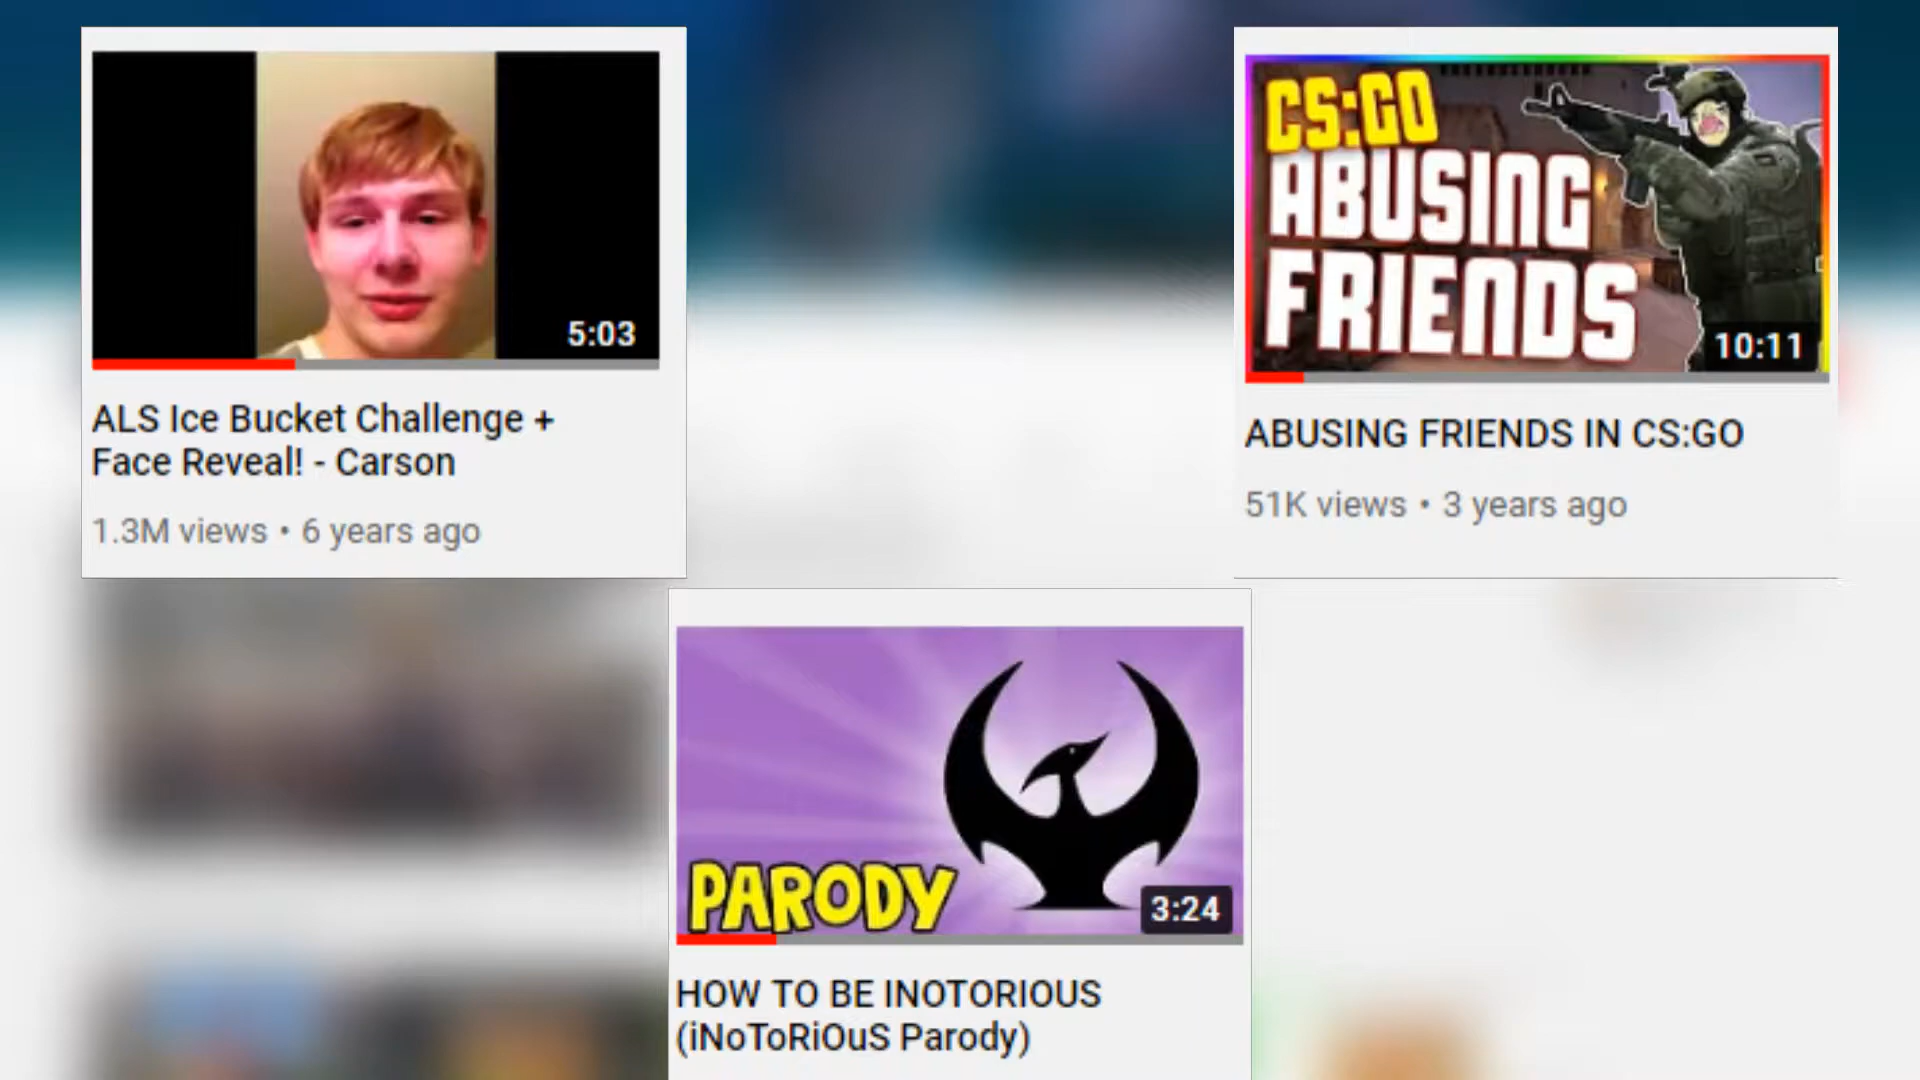 5:03
ALS Ice Bucket Challenge +
Face Reveal! - Carson
1.3M views • 6 years ago
CS:GO
ABUSING
FRIENDS
10:11
ABUSING FRIENDS IN CS:GO
51K views • 3 years ago
PARODY
3:24
HOW TO BE INOTORIOUS
(iNoToRiOuS Parody)